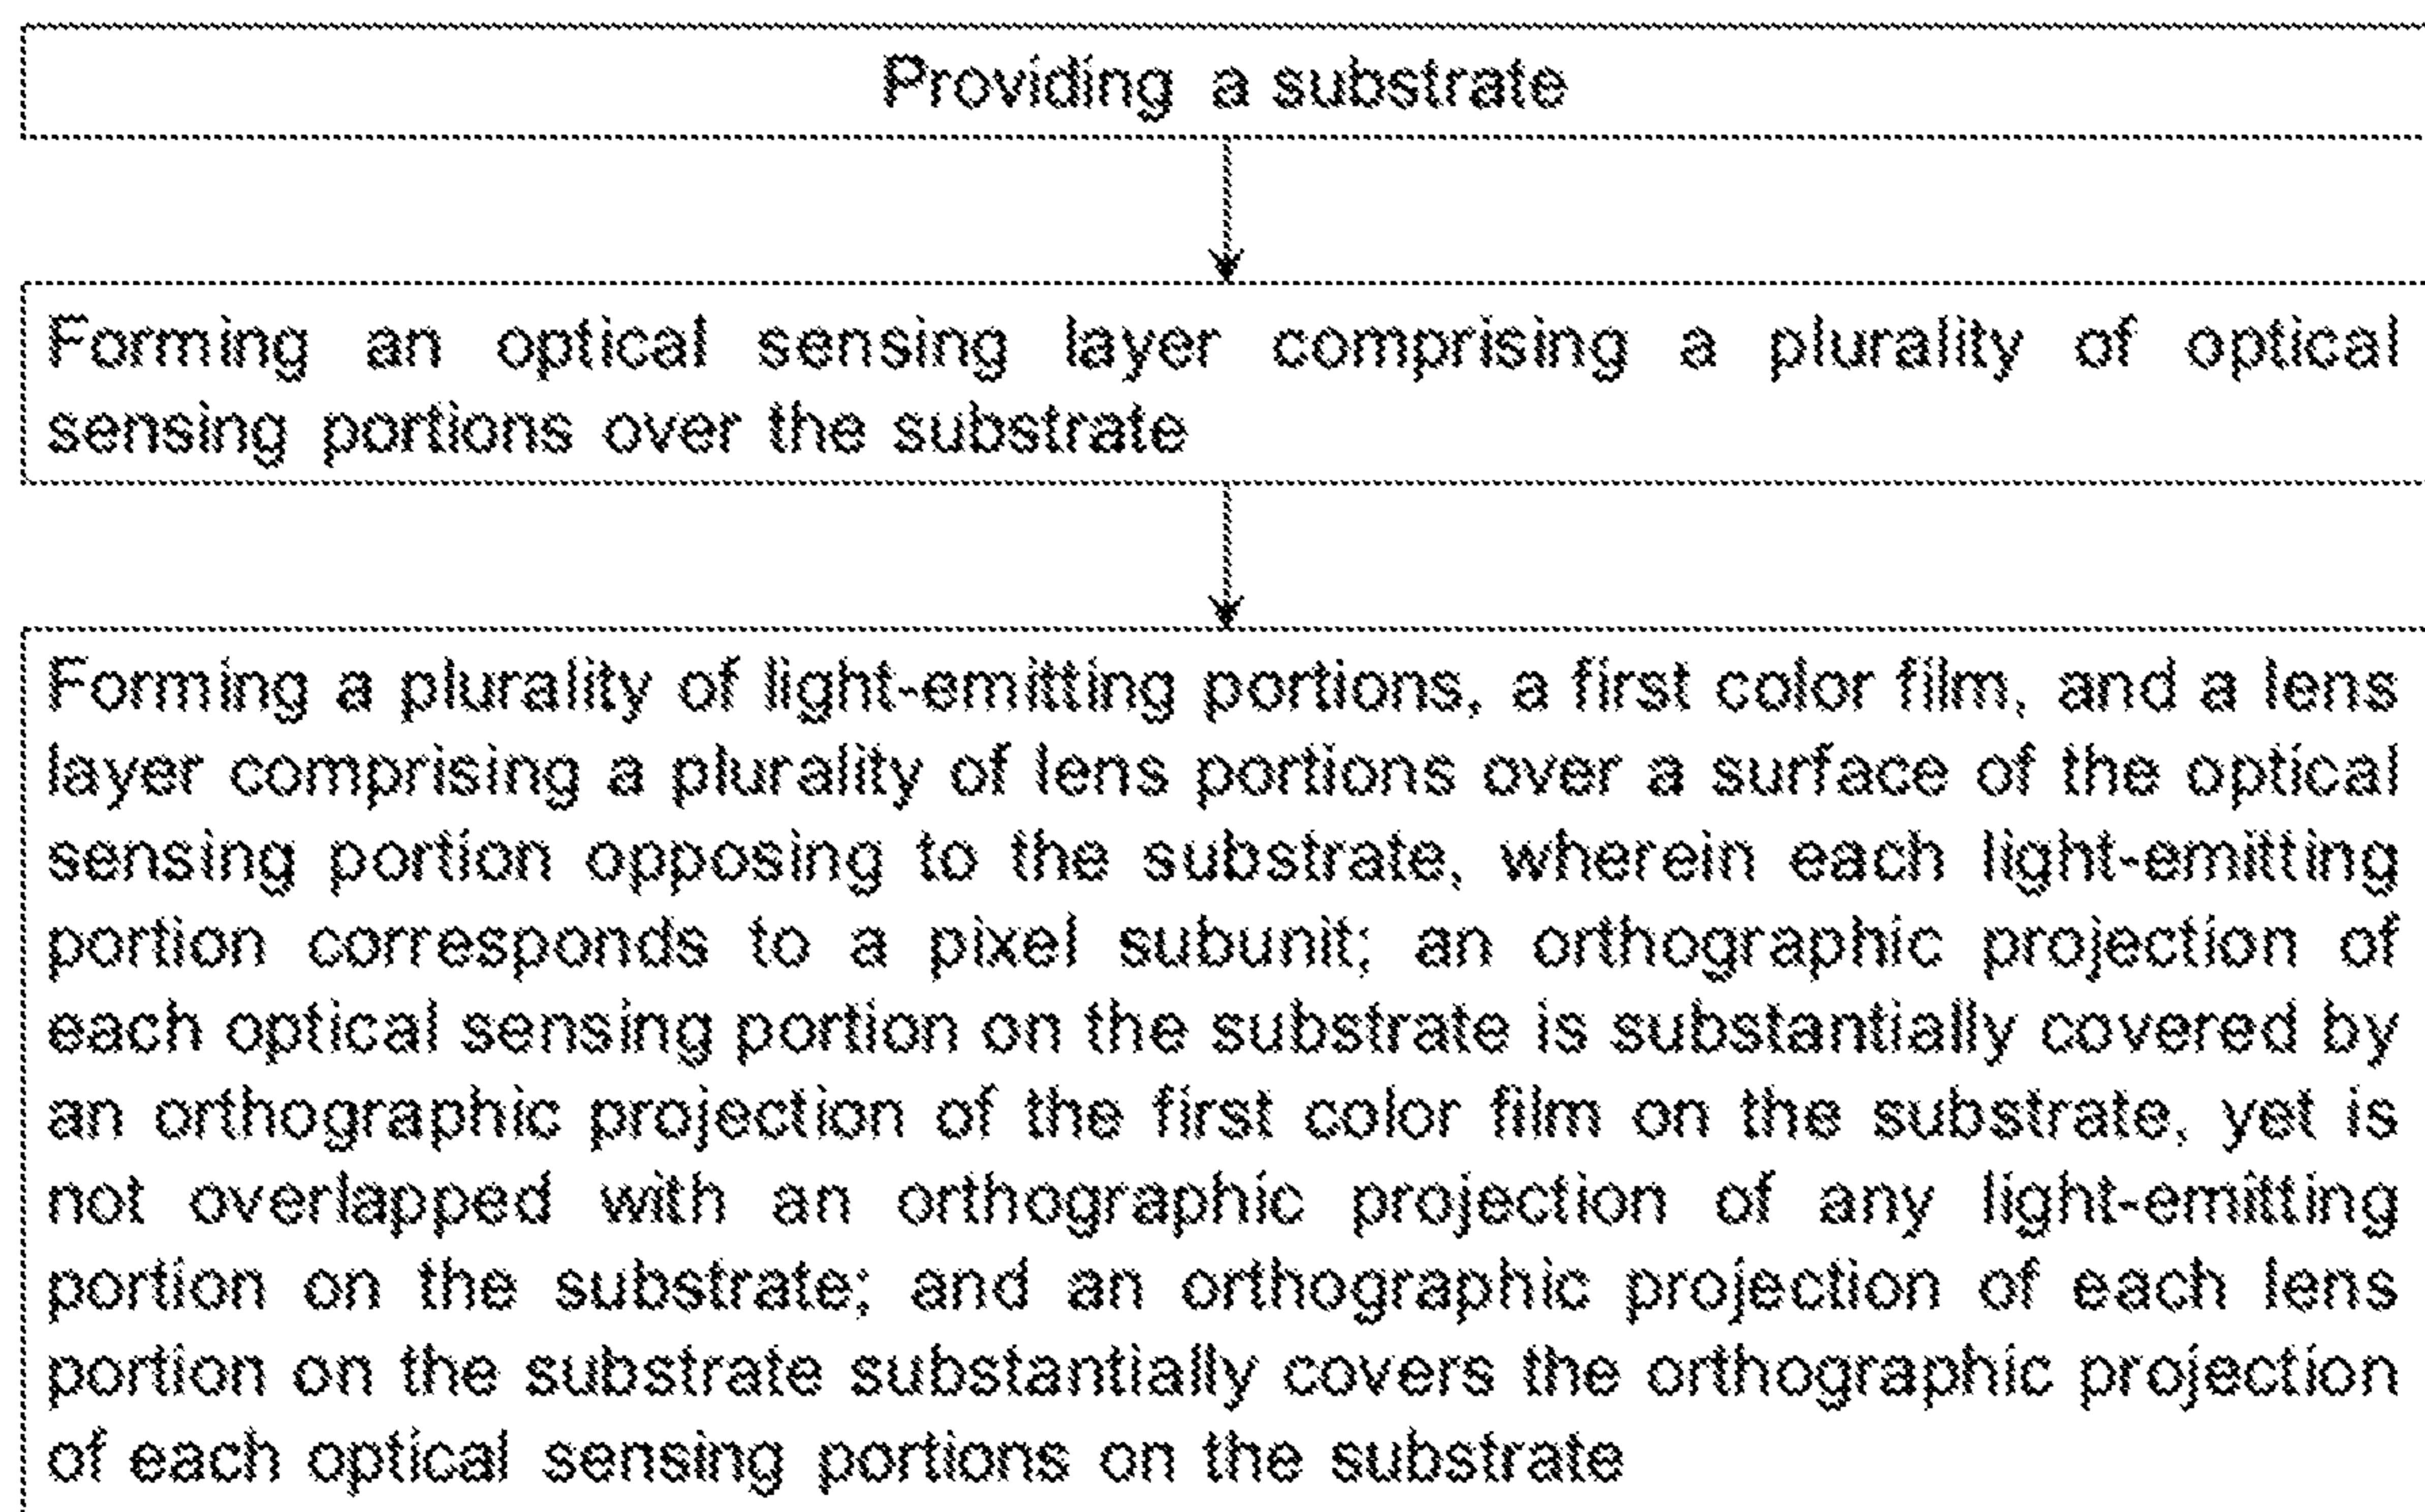 Providing a substrate
Forming an optical sensing layer comprising a plurality of optical
sensing portions over the substrate
Forming a plurality of light-emitting portions, a first color film, and a lens
layer comprising a plurality of lens portions over a surface of the optical
sensing portion opposing to the substrate, wherein each light-emitting
portion corresponds to a pixel subunit; an orthographic projection of
each optical sensing portion on the substrate is substantially covered by
an orthographic projection of the first color film on the substrate, yet is
not overlapped with an orthographic projection of any light-emitting
portion on the substrate; and an orthographic projection of each lens
portion on the substrate substantially covers the orthographic projection
of each optical sensing portions on the substrate